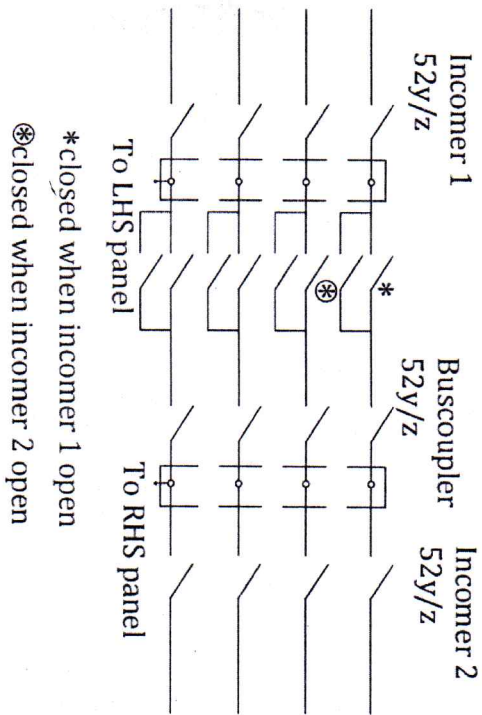 Incomer 1
52y/z
Buscoupler
52y/z
Incomer 2
52y/z
*
⊛
To LHS panel
To RHS panel
*closed when incomer 1 open
⊛closed when incomer 2 open